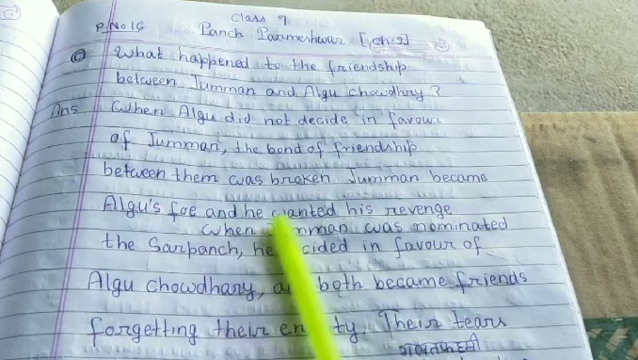 Class 9
P.No 16 Panch Parmeshwar [ch-2]
What happened to the friendship
between Jumman and Algu chowdhry?
Ans When Algu did not decide in favour
of Jumman, the bond of friendship
between them was broken Jumman became
Algu's foe and he wanted his revenge
When mman was nominated
the Sarpanch, he cided in favour of
Algu chowdhary, a both became friends
forgetting their en ty. Their tears